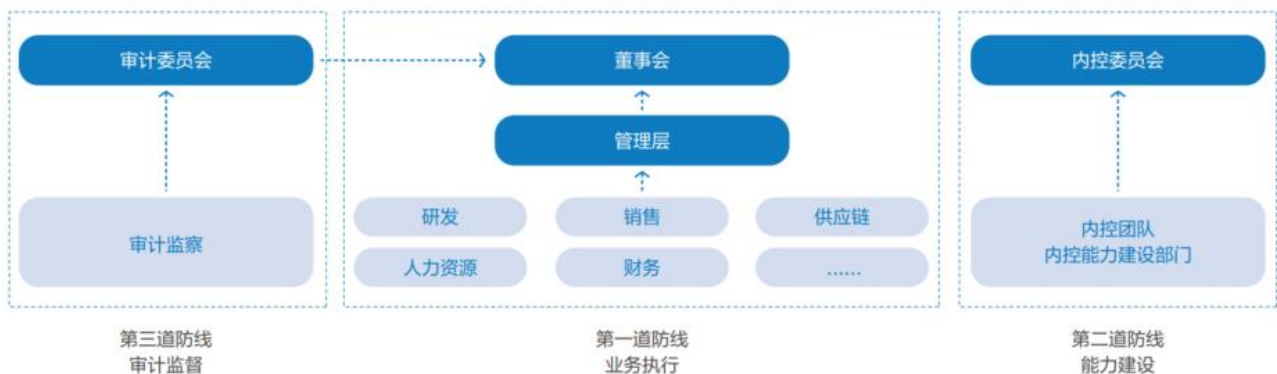 审计委员会
董事会
内控委员会
管理层
审计监察
研发
销售
供应链
人力资源
财务
......
内控团队
内控能力建设部门
第三道防线
审计监督
第一道防线
业务执行
第二道防线
能力建设